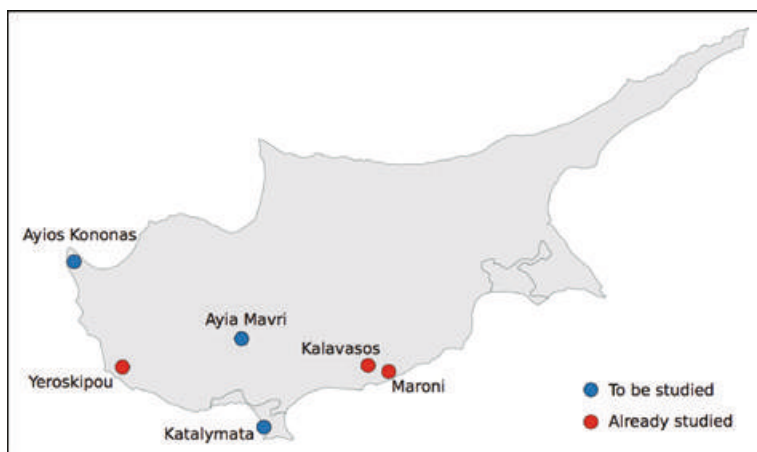 Ayios Kononas
Ayia Mavri
Kalavasos
Yeroskipou
Maroni
Katalymata
To be studied
Already studied